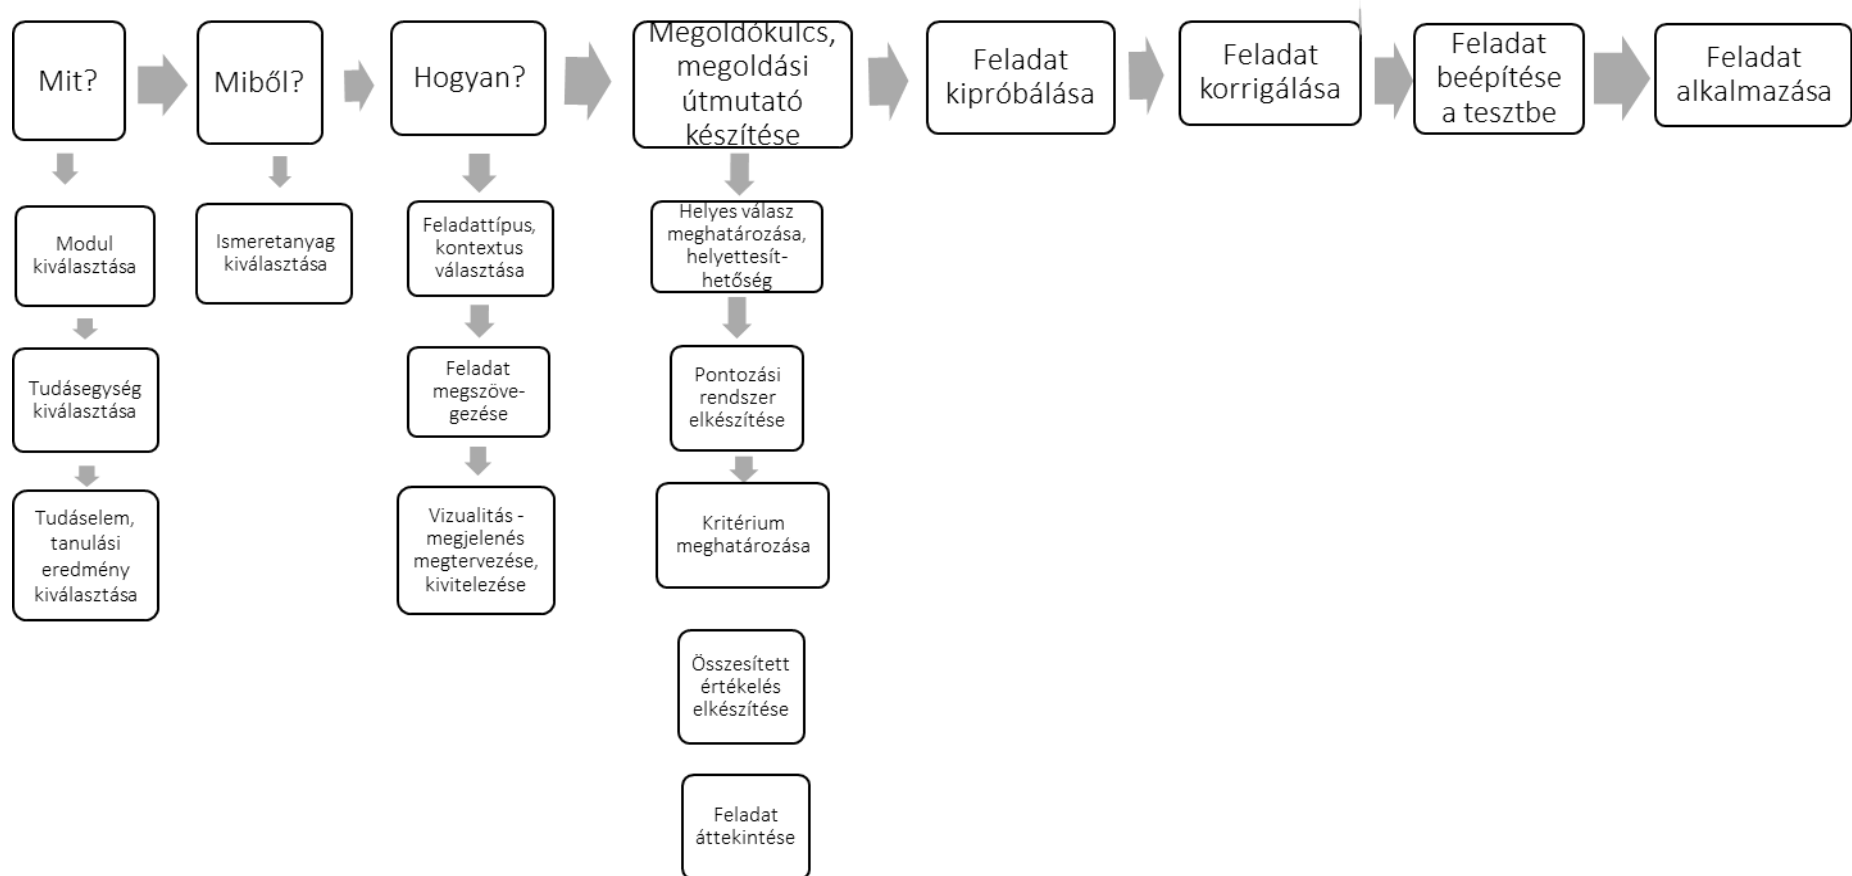 Mit?
Miből?
Hogyan?
Megoldókulcs,
megoldási
útmutató
készítése
Feladat
kipróbálása
Feladat
korrigálása
Feladat
beépítése
a tesztbe
Feladat
alkalmazása
Modul
kiválasztása
Tudásegység
kiválasztása
Tudáselem,
tanulási
eredmény
kiválasztása
Ismeretanyag
kiválasztása
Feladattípus,
kontextus
választása
Feladat
megszöve-
gezése
Vizualitás -
megjelenés
megtervezése,
kivitelezése
Helyes válasz
meghatározása,
helyettesít-
hetőség
Pontozási
rendszer
elkészítése
Kritérium
meghatározása
Összesített
értékelés
elkészítése
Feladat
áttekintése